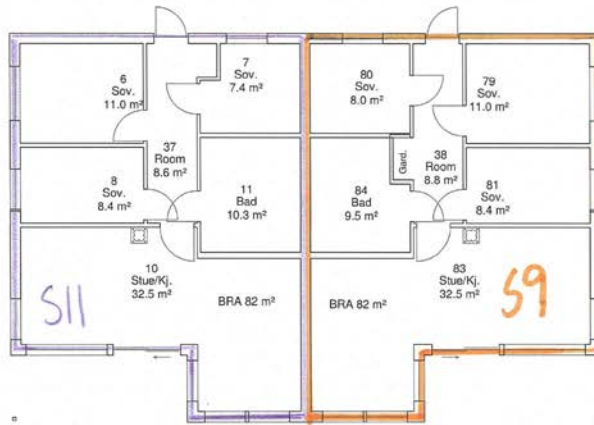 6
Sov.
11.0 m²
7
Sov.
7.4 m²
37
Room
8.6 m²
8
Sov.
8.4 m²
11
Bad
10.3 m²
10
Stue/Kj.
32.5 m²
BRA 82 m²
S11
80
Sov.
8.0 m²
79
Sov.
11.0 m²
Gard.
38
Room
8.8 m²
84
Bad
9.5 m²
81
Sov.
8.4 m²
83
Stue/Kj.
32.5 m²
BRA 82 m²
S9